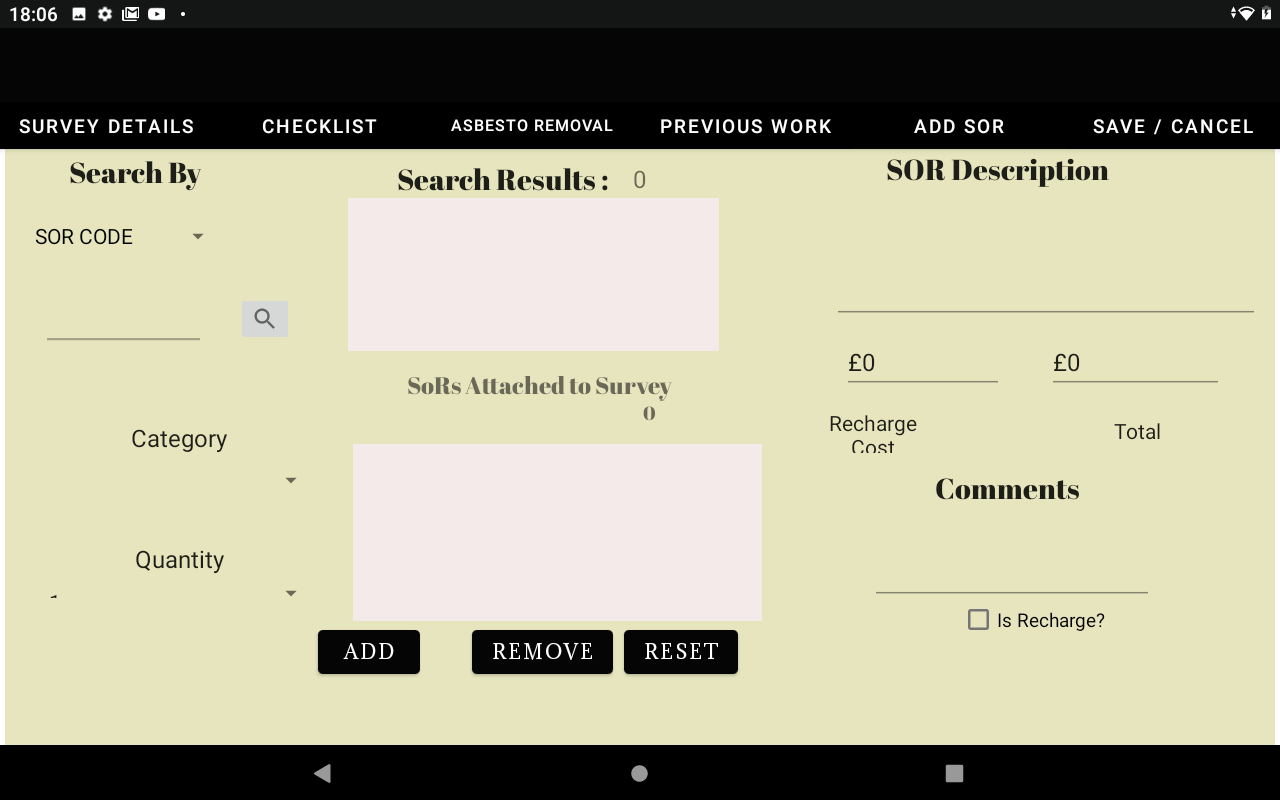 18:06
SURVEY DETAILS
CHECKLIST
ASBESTO REMOVAL
PREVIOUS WORK
ADD SOR
SAVE / CANCEL
Search By
SOR CODE
Category
Quantity
Search Results : 0
SoRs Attached to Survey
0
ADD
REMOVE
RESET
SOR Description
£0
£0
Recharge
Cost
Total
Comments
Is Recharge?